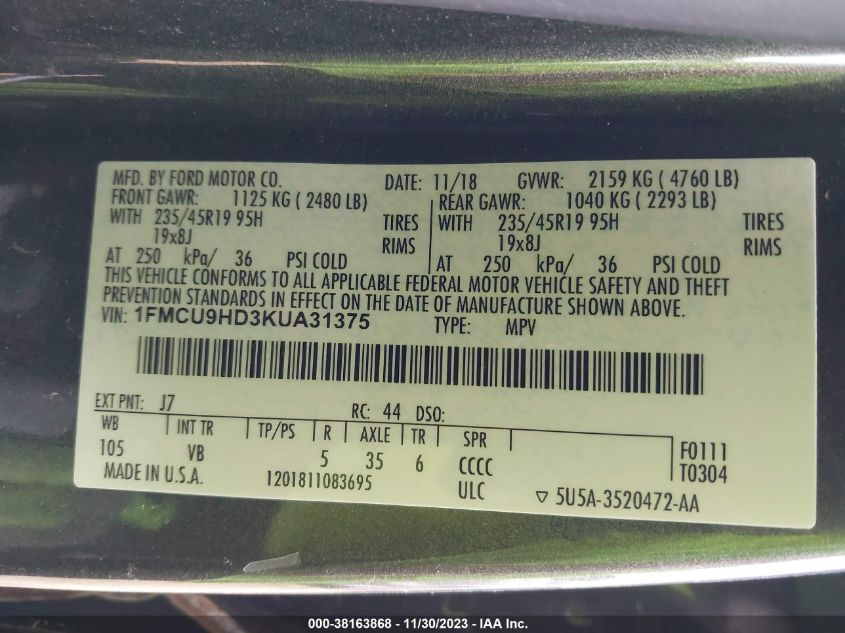 MFD. BY FORD MOTOR CO. DATE: 11/18 GVWR: 2159 KG ( 4760 LB)
FRONT GAWR: 1125 KG ( 2480 LB) REAR GAWR: 1040 KG ( 2293 LB)
WITH 235/45R19 95H TIRES WITH 235/45R19 95H TIRES
19x8J RIMS 19x8J RIMS
AT 250 kPa/ 36 PSI COLD AT 250 kPa/ 36 PSI COLD
THIS VEHICLE CONFORMS TO ALL APPLICABLE FEDERAL MOTOR VEHICLE SAFETY AND THEFT
PREVENTION STANDARDS IN EFFECT ON THE DATE OF MANUFACTURE SHOWN ABOVE.
VIN: 1FMCU9HD3KUA31375 TYPE: MPV
EXT PNT: J7 RC: 44 DSO:
WB INT TR TP/PS R AXLE TR SPR F0111
105 VB 5 35 6 CCCC T0304
MADE IN U.S.A. 1201811083695 ULC ▽ 5U5A-3520472-AA
000-38163868 - 11/30/2023 - IAA Inc.